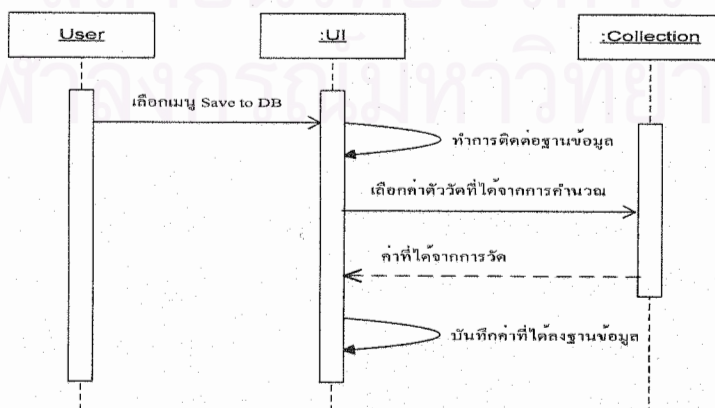 User
:UI
:Collection
เลือกเมนู Save to DB
ทำการติดต่อฐานข้อมูล
เลือกค่าตัววัดที่ได้จากการคำนวณ
ค่าที่ได้จากการวัด
บันทึกค่าที่ได้ลงฐานข้อมูล